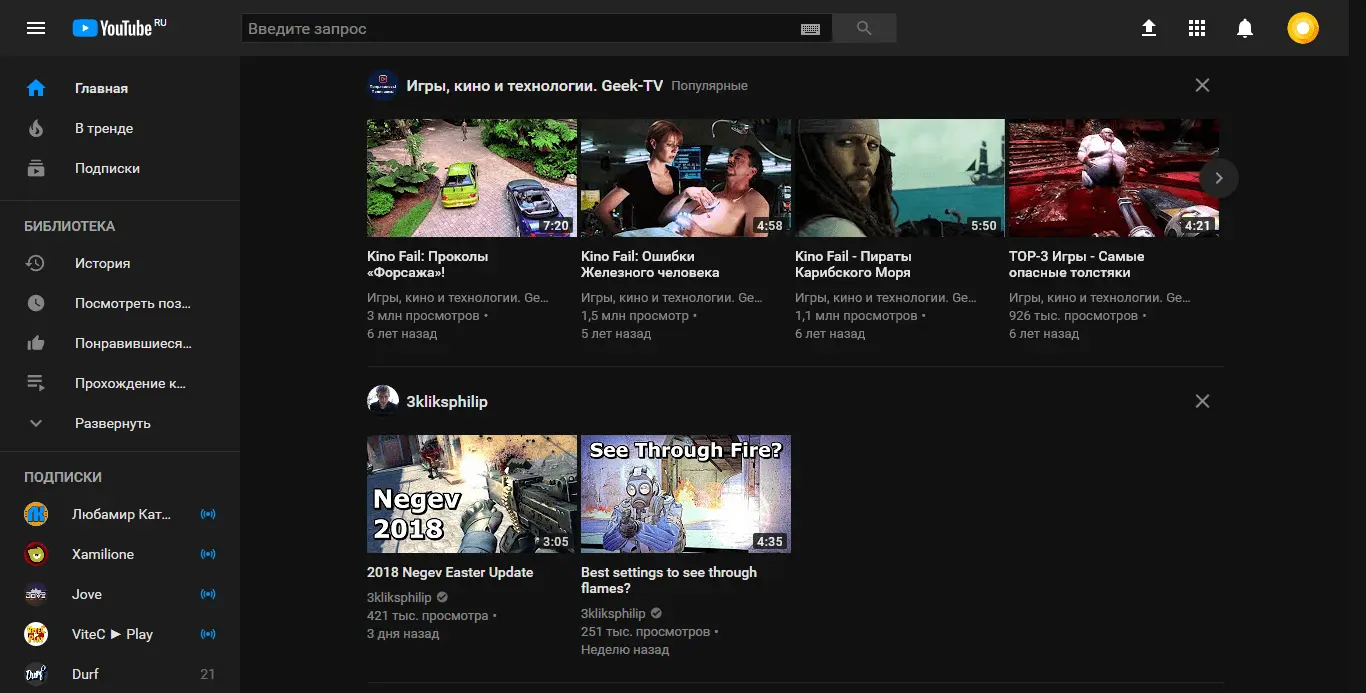 YouTube RU
Введите запрос
Главная
В тренде
Подписки
БИБЛИОТЕКА
История
Посмотреть поз...
Понравившиеся...
Прохождение к...
Развернуть
ПОДПИСКИ
Любамир Кат...
Xamilione
Jove
ViteC ► Play
Durf
21
Игры, кино и технологии. Geek-TV Популярные
7:20
4:58
5:50
4:21
Kino Fail: Проколы
«Форсажа»!
Игры, кино и технологии. Ge...
3 млн просмотров •
6 лет назад
Kino Fail: Ошибки
Железного человека
Игры, кино и технологии. Ge...
1,5 млн просмотр •
5 лет назад
Kino Fail - Пираты
Карибского Моря
Игры, кино и технологии. Ge...
1,1 млн просмотров •
6 лет назад
TOP-3 Игры - Самые
опасные толстяки
Игры, кино и технологии. Ge...
926 тыс. просмотров •
6 лет назад
3kliksphilip
Negev
2018
3:05
See Through Fire?
4:35
2018 Negev Easter Update
3kliksphilip
421 тыс. просмотра •
3 дня назад
Best settings to see through
flames?
3kliksphilip
251 тыс. просмотров •
Неделю назад